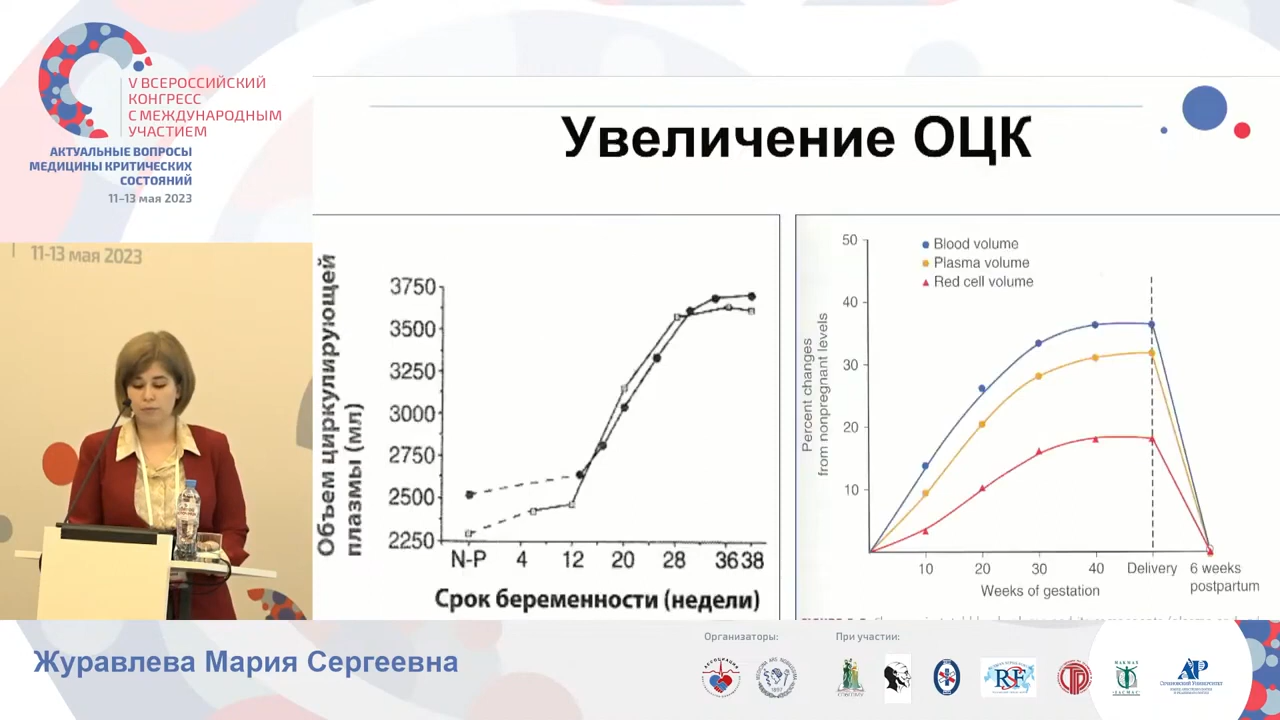 V ВСЕРОССИЙСКИЙ
КОНГРЕСС
С МЕЖДУНАРОДНЫМ
УЧАСТИЕМ
АКТУАЛЬНЫЕ ВОПРОСЫ
МЕДИЦИНЫ КРИТИЧЕСКИХ
СОСТОЯНИЙ
11–13 мая 2023
11-13 мая 2023
Увеличение ОЦК
Объем циркулирующей
плазмы (мл)
3750
3500
3250
3000
2750
2500
2250
N-P 4 12 20 28 36 38
Срок беременности (недели)
Blood volume
Plasma volume
Red cell volume
Percent changes
from nonpregnant levels
50
40
30
20
10
10 20 30 40 Delivery 6 weeks
postpartum
Weeks of gestation
Журавлева Мария Сергеевна
Организаторы:
При участии: